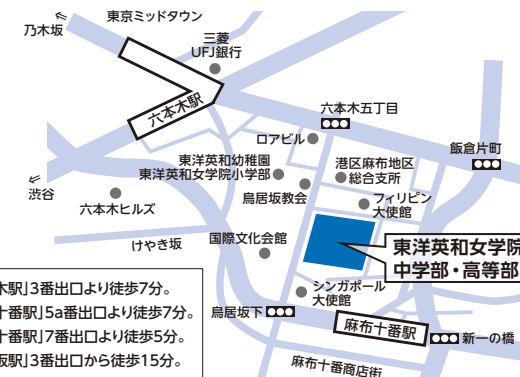 東京ミッドタウン
乃木坂
三菱
UFJ銀行
六本木駅
六本木五丁目
ロアビル
飯倉片町
東洋英和幼稚園
東洋英和女学院小学部
港区麻布地区
総合支所
鳥居坂教会
渋谷
六本木ヒルズ
フィリピン
大使館
けやき坂
国際文化会館
東洋英和女学院
中学部・高等部
木駅」3番出口より徒歩7分。
十番駅」5a番出口より徒歩7分。
十番駅」7番出口より徒歩5分。
坂駅」3番出口から徒歩15分。
シンガポール
大使館
鳥居坂下
麻布十番駅
新一の橋
麻布十番商店街